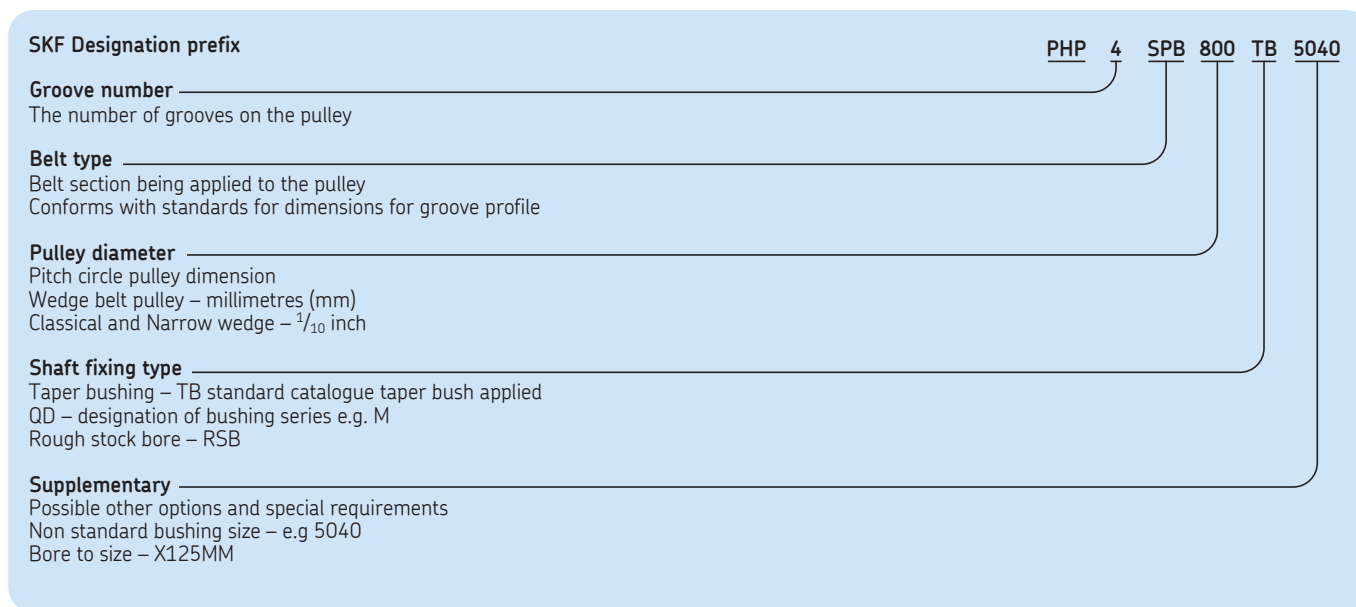 SKF Designation prefix PHP 4 SPB 800 TB 5040
Groove number
The number of grooves on the pulley
Belt type
Belt section being applied to the pulley
Conforms with standards for dimensions for groove profile
Pulley diameter
Pitch circle pulley dimension
Wedge belt pulley – millimetres (mm)
Classical and Narrow wedge – 1/10 inch
Shaft fixing type
Taper bushing – TB standard catalogue taper bush applied
QD – designation of bushing series e.g. M
Rough stock bore – RSB
Supplementary
Possible other options and special requirements
Non standard bushing size – e.g 5040
Bore to size – X125MM